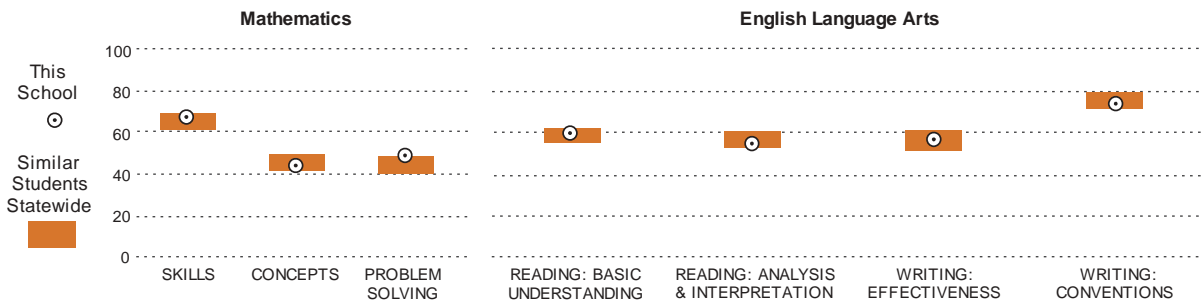 Mathematics
English Language Arts
This
School
Similar
Students
Statewide
100
80
60
40
20
0
SKILLS
CONCEPTS
PROBLEM
SOLVING
READING: BASIC
UNDERSTANDING
READING: ANALYSIS
& INTERPRETATION
WRITING:
EFFECTIVENESS
WRITING:
CONVENTIONS